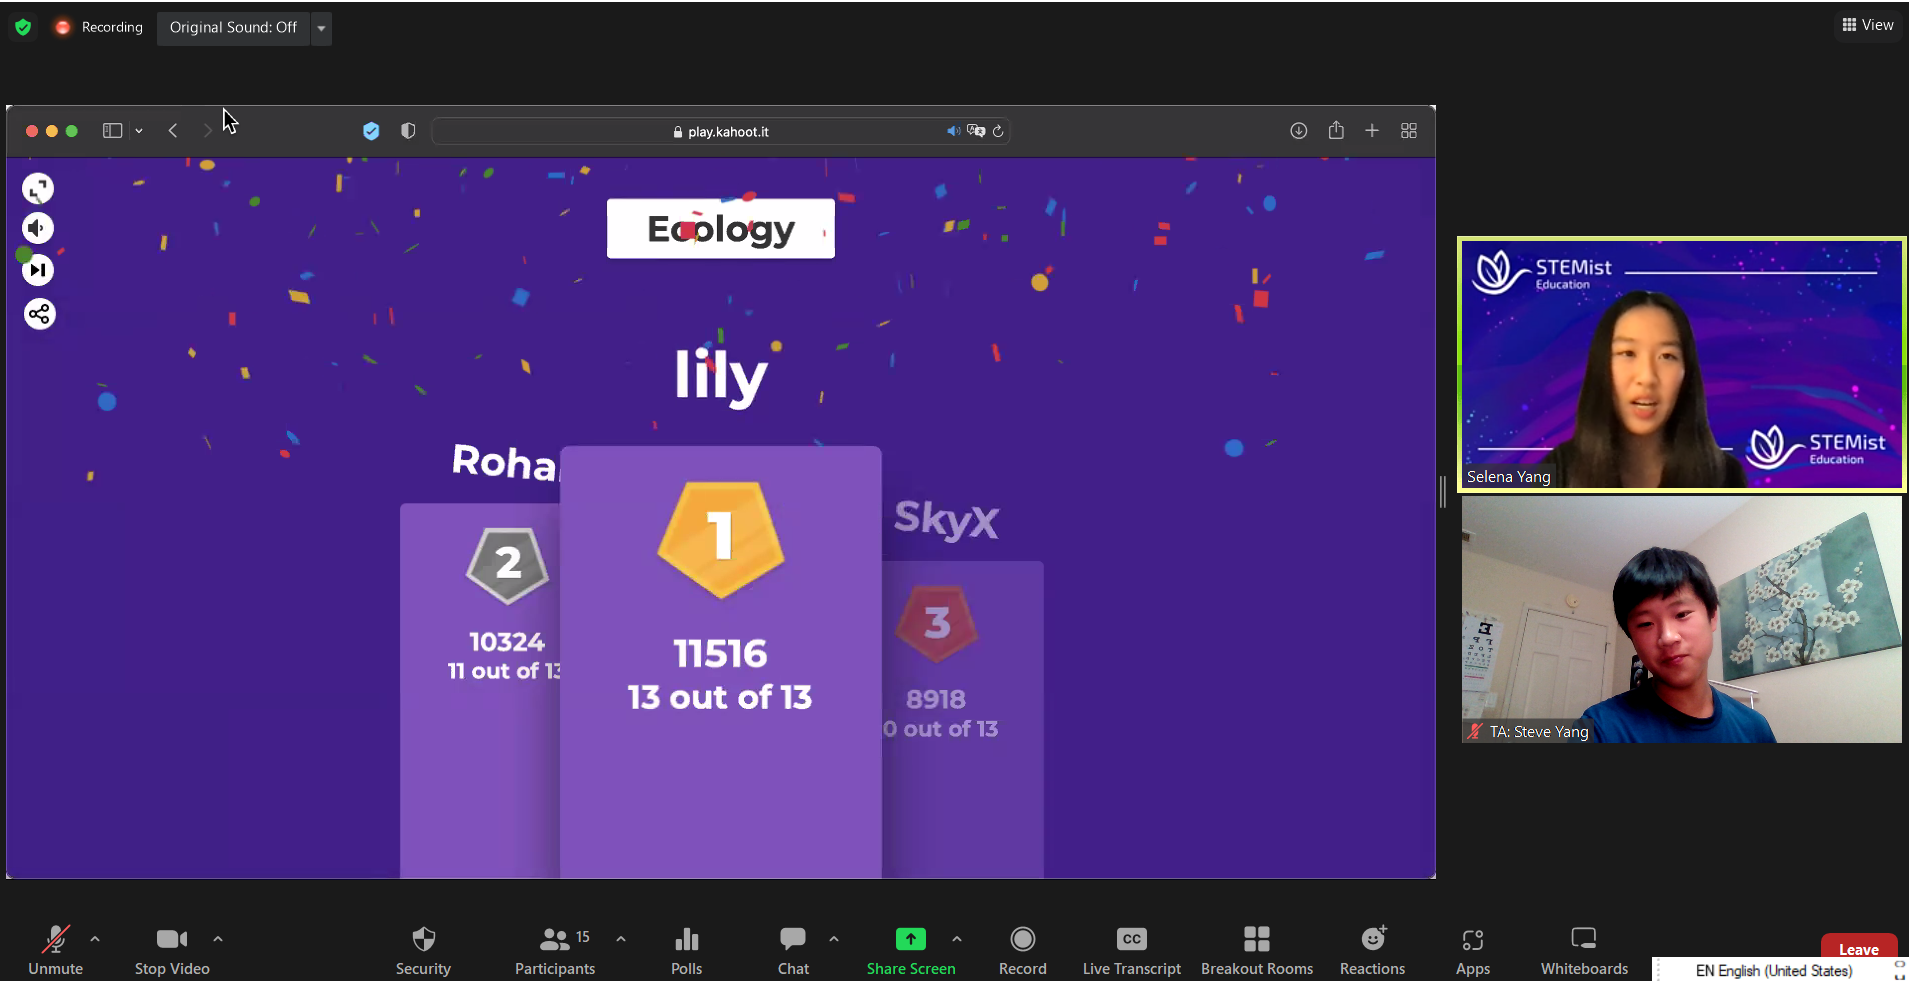 Recording
Original Sound: Off
View
play.kahoot.it
Ecology
lily
Roha
SkyX
1
2
3
11516
13 out of 13
10324
11 out of 13
8918
0 out of 13
STEMist
Education
STEMist
Education
Selena Yang
TA: Steve Yang
Unmute
Stop Video
Security
15
Participants
Polls
Chat
Share Screen
Record
CC
Live Transcript
Breakout Rooms
Reactions
Apps
Whiteboards
Leave
EN English (United States)